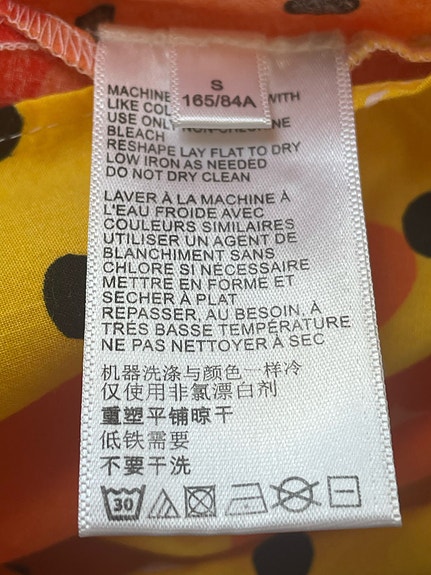 S
165/84A
MACHINE WITH
LIKE COL
USE ONLY NON-CHLORINE
BLEACH
RESHAPE LAY FLAT TO DRY
LOW IRON AS NEEDED
DO NOT DRY CLEAN
LAVER À LA MACHINE À
L'EAU FROIDE AVEC
COULEURS SIMILAIRES
UTILISER UN AGENT DE
BLANCHIMENT SANS
CHLORE SI NÉCESSAIRE
METTRE EN FORME ET
SÉCHER À PLAT
REPASSER, AU BESOIN, À
TRÉS BASSE TEMPÉRATURE
NE PAS NETTOYER À SEC
机器洗涤与颜色一样冷
仅使用非氯漂白剂
重塑平铺晾干
低铁需要
不要干洗
30